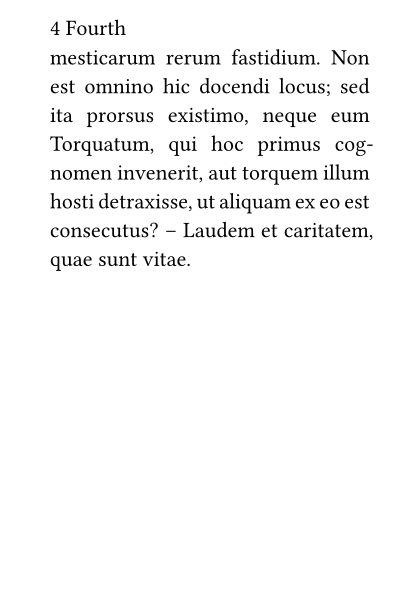 4 Fourth
mesticarum rerum fastidium. Non
est omnino hic docendi locus; sed
ita prorsus existimo, neque eum
Torquatum, qui hoc primus cog-
nomen invenerit, aut torquem illum
hosti detraxisse, ut aliquam ex eo est
consecutus? – Laudem et caritatem,
quae sunt vitae.